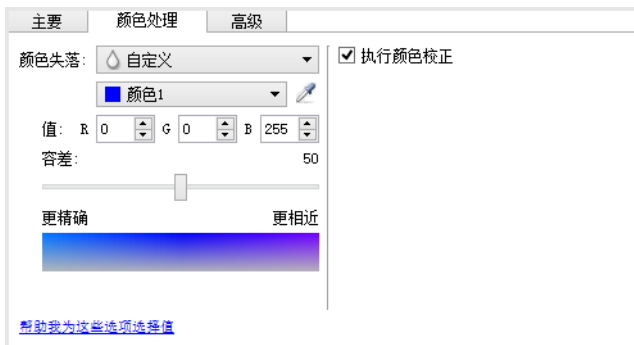 主要 颜色处理 高级
颜色失落: 自定义
执行颜色校正
颜色1
值: R 0 G 0 B 255
容差: 50
更精确 更相近
帮助我为这些选项选择值